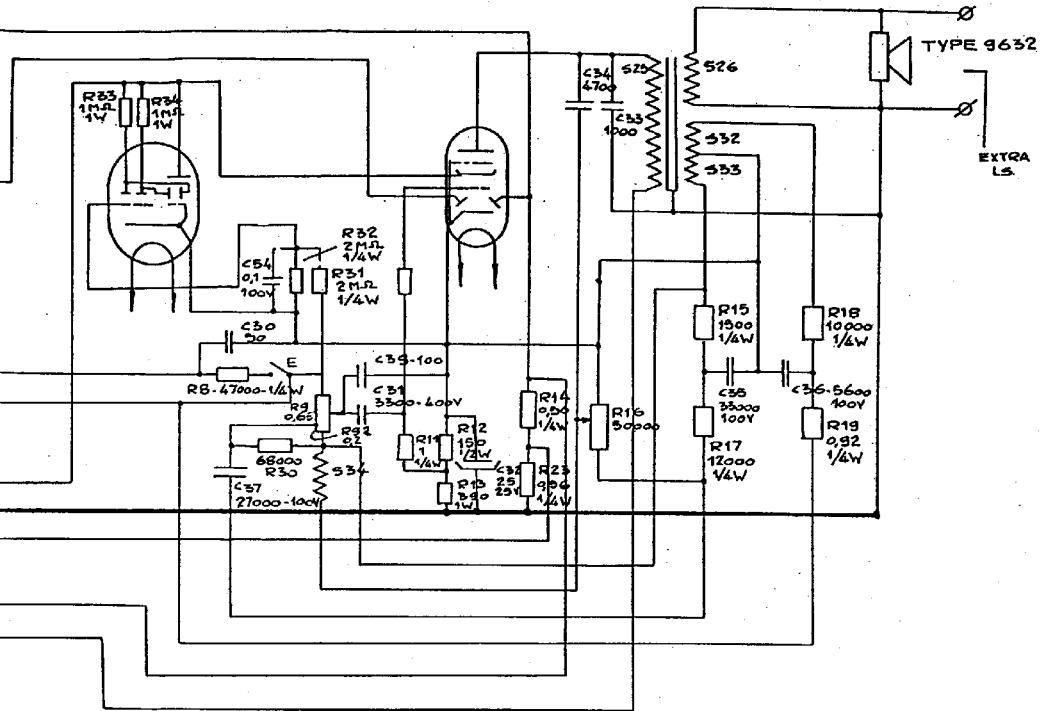 TYPE 9632
EXTRA
LS.
C34
4700
S25
S26
C33
1000
S32
S33
R33
1MΩ
1W
R34
1MΩ
1W
R32
2MΩ
1/4W
C54
0,1
100V
R31
2MΩ
1/4W
C30
50
E
R8-47000-1/4W
C39-100
C31
3300-400V
R9
0,65
R92
0,2
68000
R30
C37
27000-100V
S34
R11
1
1/4W
R12
150
1/2W
R13
390
1W
C32
25
25V
R14
0,50
1/4W
R23
0,56
1/4W
R16
50000
R15
1500
1/4W
C35
33000
100V
R17
12000
1/4W
R18
10000
1/4W
C36-5600
100V
R19
0,82
1/4W